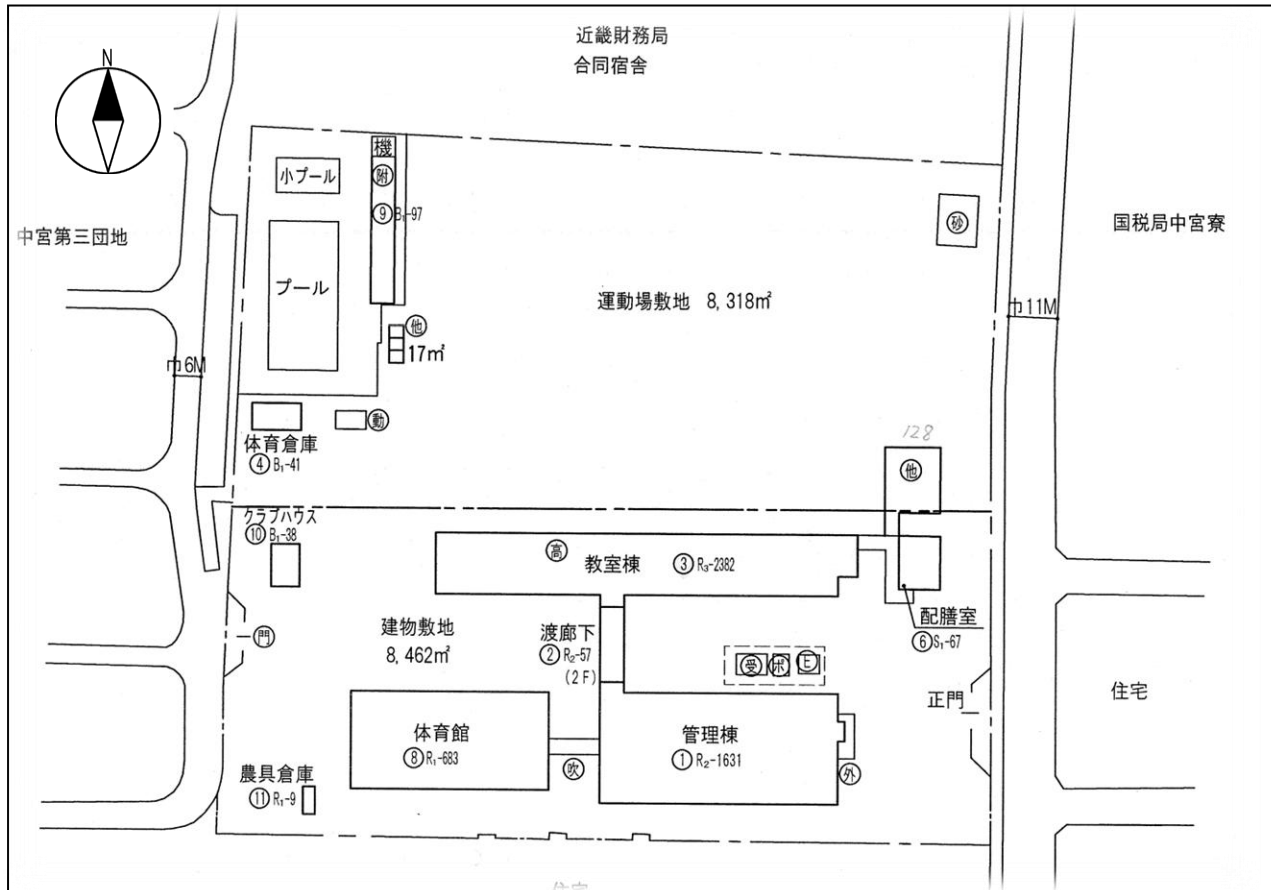 近畿財務局
合同宿舎
N
機
小プール
附
⑨ B₁-97
砂
中宮第三団地
国税局中宮寮
プール
運動場敷地 8,318㎡
巾11M
他
17㎡
巾6M
動
体育倉庫
④ B₁-41
128
他
クラブハウス
⑩ B₁-38
高
教室棟 ③ R₃-2382
配膳室
⑥ S₁-67
門
建物敷地
8,462㎡
渡廊下
② R₂-57
(2F)
受 ポ E
正門
住宅
体育館
⑧ R₁-683
管理棟
① R₂-1631
吹
外
農具倉庫
⑪ R₁-9
住宅